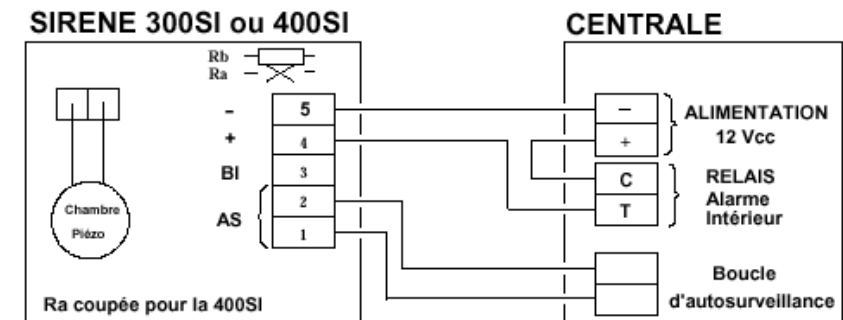 SIRENE 300SI ou 400SI
CENTRALE
Rb
Ra
- 5
+ 4
BI 3
AS 2
1
Chambre
Piézo
Ra coupée pour la 400SI
−
+
ALIMENTATION
12 Vcc
C
T
RELAIS
Alarme
Intérieur
Boucle
d'autosurveillance